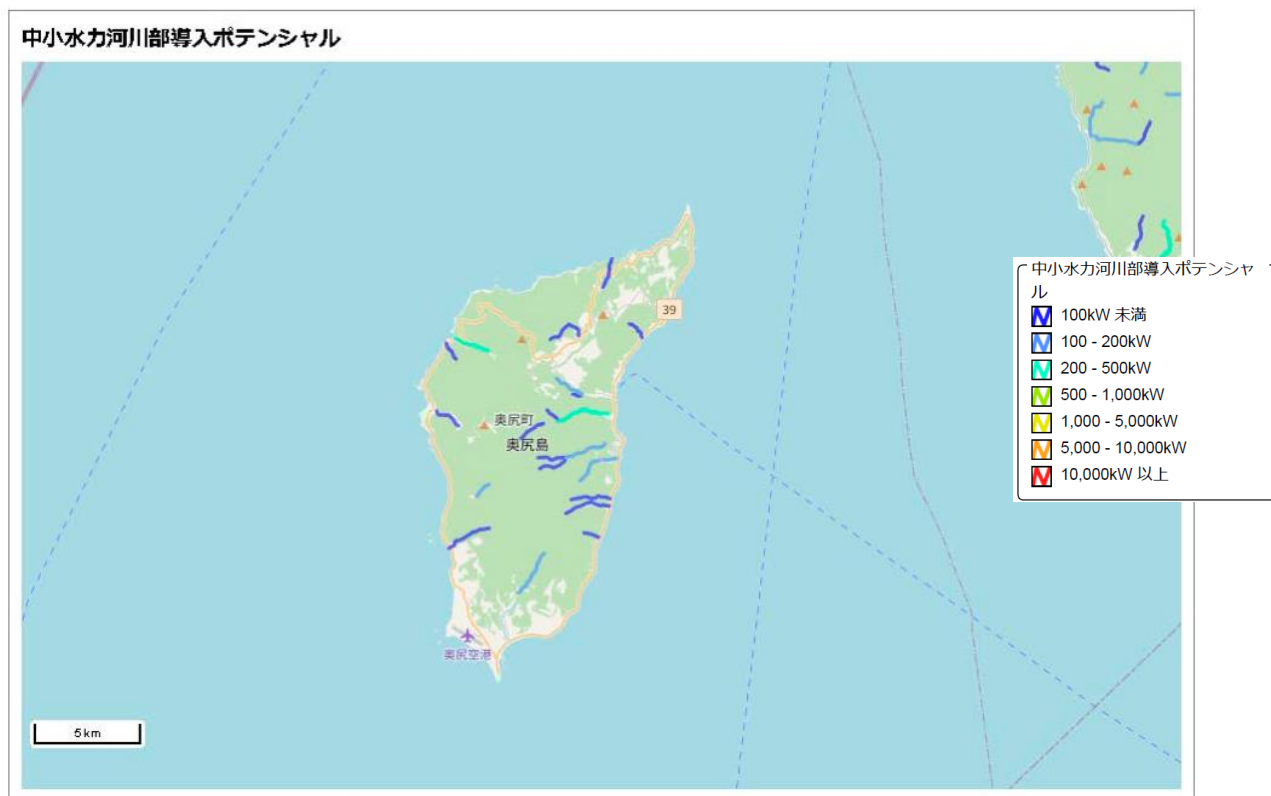 中小水力河川部導入ポテンシャル
39
奥尻町
奥尻島
奥尻空港
5km
中小水力河川部導入ポテンシャ
ル
100kW 未満
100 - 200kW
200 - 500kW
500 - 1,000kW
1,000 - 5,000kW
5,000 - 10,000kW
10,000kW 以上